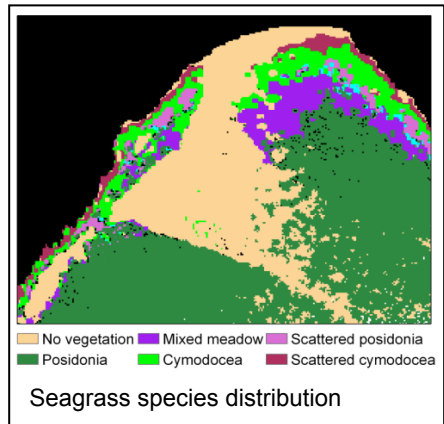 No vegetation Mixed meadow Scattered posidonia
Posidonia Cymodocea Scattered cymodocea
Seagrass species distribution